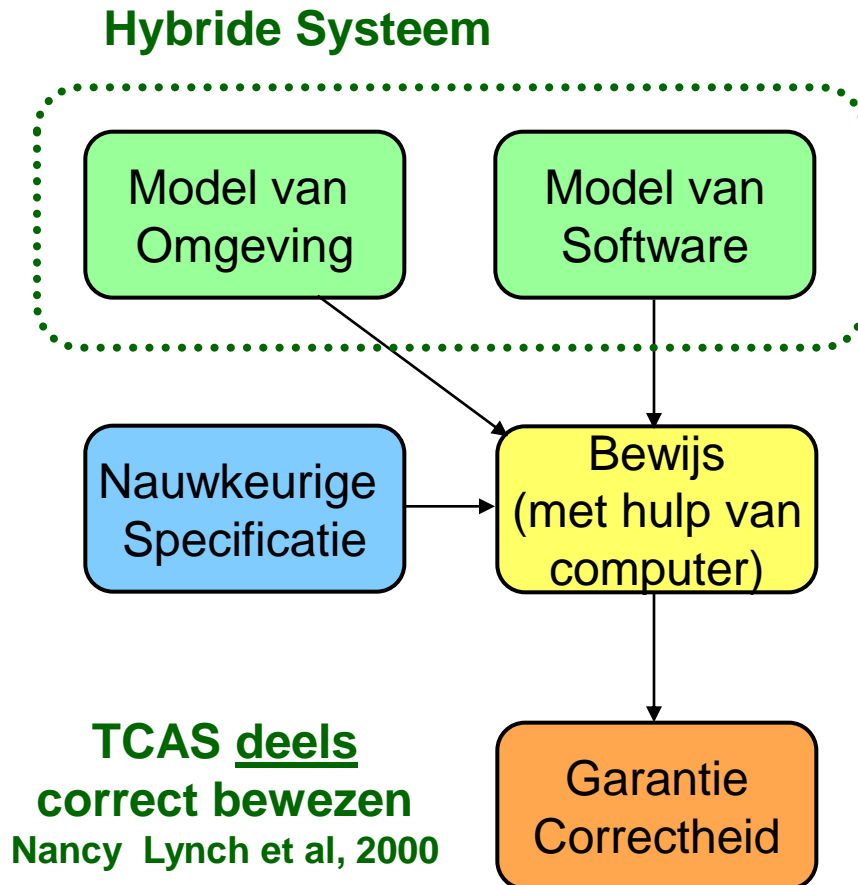 Hybride Systeem
Model van
Omgeving
Model van
Software
Nauwkeurige
Specificatie
Bewijs
(met hulp van
computer)
TCAS deels
correct bewezen
Nancy Lynch et al, 2000
Garantie
Correctheid